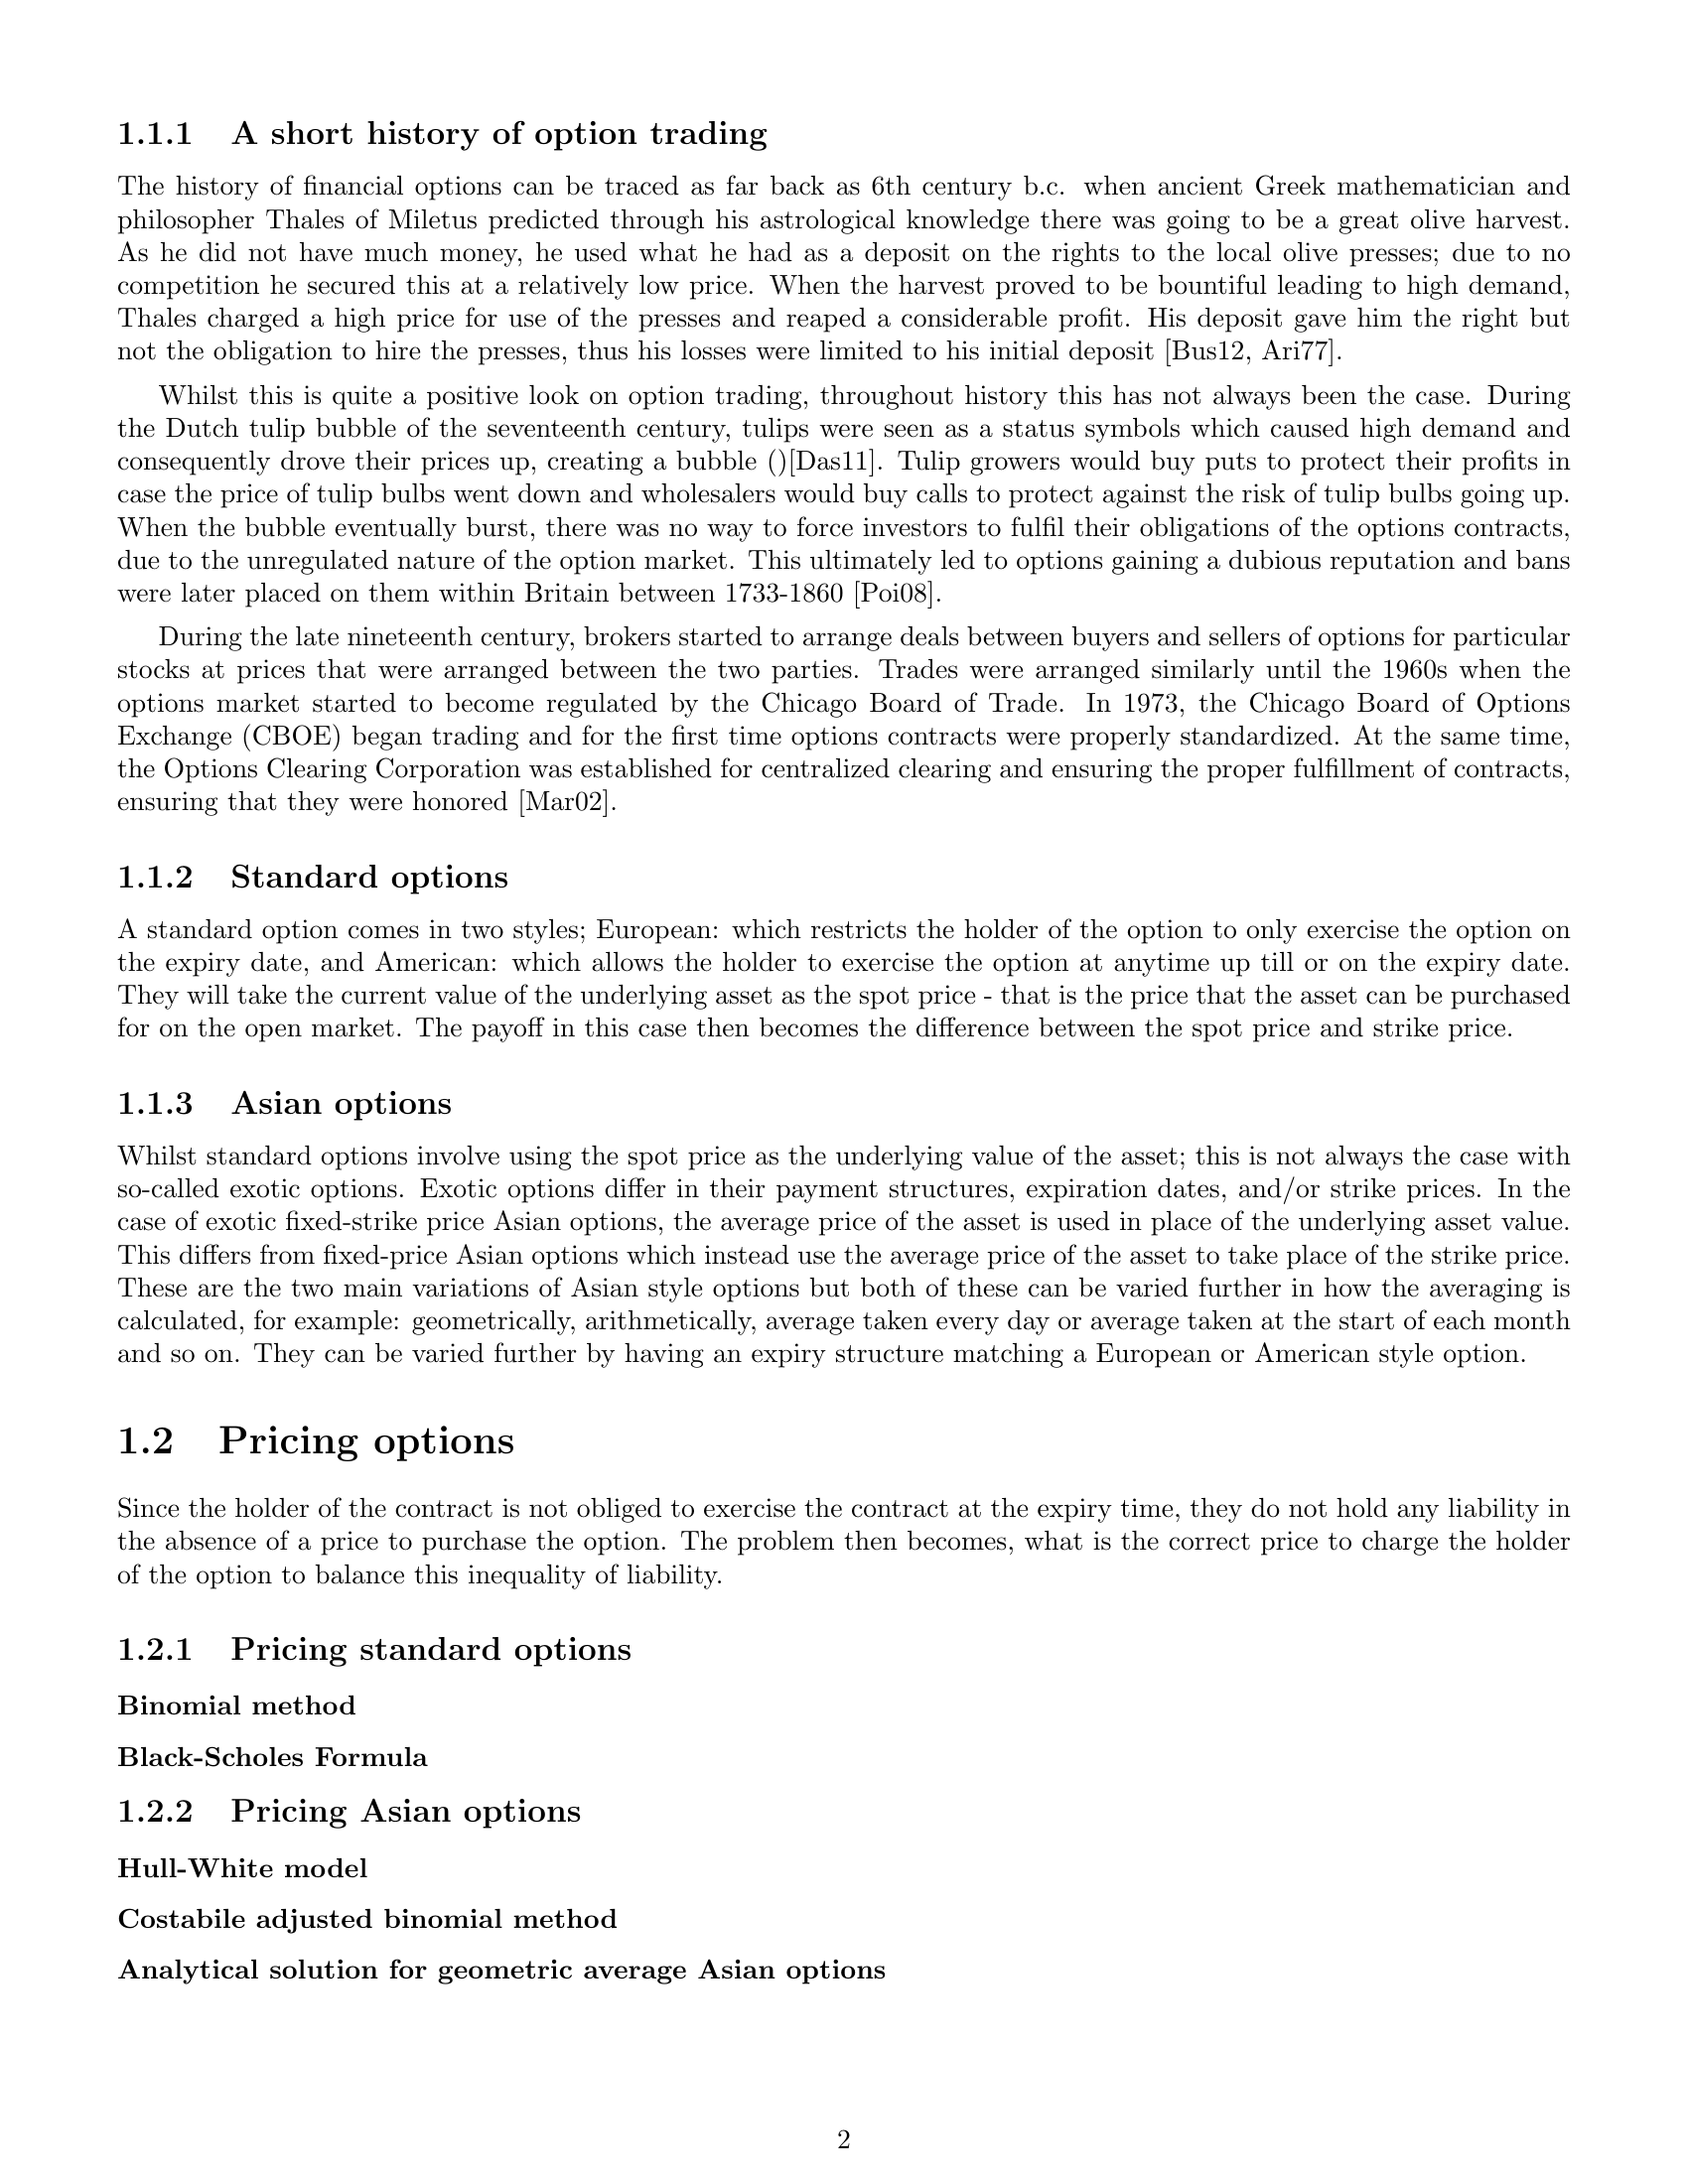 1.1.1 A short history of option trading
The history of financial options can be traced as far back as 6th century b.c. when ancient Greek mathematician and
philosopher Thales of Miletus predicted through his astrological knowledge there was going to be a great olive harvest.
As he did not have much money, he used what he had as a deposit on the rights to the local olive presses; due to no
competition he secured this at a relatively low price. When the harvest proved to be bountiful leading to high demand,
Thales charged a high price for use of the presses and reaped a considerable profit. His deposit gave him the right but
not the obligation to hire the presses, thus his losses were limited to his initial deposit [Bus12, Ari77].
Whilst this is quite a positive look on option trading, throughout history this has not always been the case. During
the Dutch tulip bubble of the seventeenth century, tulips were seen as a status symbols which caused high demand and
consequently drove their prices up, creating a bubble ()[Das11]. Tulip growers would buy puts to protect their profits in
case the price of tulip bulbs went down and wholesalers would buy calls to protect against the risk of tulip bulbs going up.
When the bubble eventually burst, there was no way to force investors to fulfil their obligations of the options contracts,
due to the unregulated nature of the option market. This ultimately led to options gaining a dubious reputation and bans
were later placed on them within Britain between 1733-1860 [Poi08].
During the late nineteenth century, brokers started to arrange deals between buyers and sellers of options for particular
stocks at prices that were arranged between the two parties. Trades were arranged similarly until the 1960s when the
options market started to become regulated by the Chicago Board of Trade. In 1973, the Chicago Board of Options
Exchange (CBOE) began trading and for the first time options contracts were properly standardized. At the same time,
the Options Clearing Corporation was established for centralized clearing and ensuring the proper fulfillment of contracts,
ensuring that they were honored [Mar02].
1.1.2 Standard options
A standard option comes in two styles; European: which restricts the holder of the option to only exercise the option on
the expiry date, and American: which allows the holder to exercise the option at anytime up till or on the expiry date.
They will take the current value of the underlying asset as the spot price - that is the price that the asset can be purchased
for on the open market. The payoff in this case then becomes the difference between the spot price and strike price.
1.1.3 Asian options
Whilst standard options involve using the spot price as the underlying value of the asset; this is not always the case with
so-called exotic options. Exotic options differ in their payment structures, expiration dates, and/or strike prices. In the
case of exotic fixed-strike price Asian options, the average price of the asset is used in place of the underlying asset value.
This differs from fixed-price Asian options which instead use the average price of the asset to take place of the strike price.
These are the two main variations of Asian style options but both of these can be varied further in how the averaging is
calculated, for example: geometrically, arithmetically, average taken every day or average taken at the start of each month
and so on. They can be varied further by having an expiry structure matching a European or American style option.
1.2 Pricing options
Since the holder of the contract is not obliged to exercise the contract at the expiry time, they do not hold any liability in
the absence of a price to purchase the option. The problem then becomes, what is the correct price to charge the holder
of the option to balance this inequality of liability.
1.2.1 Pricing standard options
Binomial method
Black-Scholes Formula
1.2.2 Pricing Asian options
Hull-White model
Costabile adjusted binomial method
Analytical solution for geometric average Asian options
2